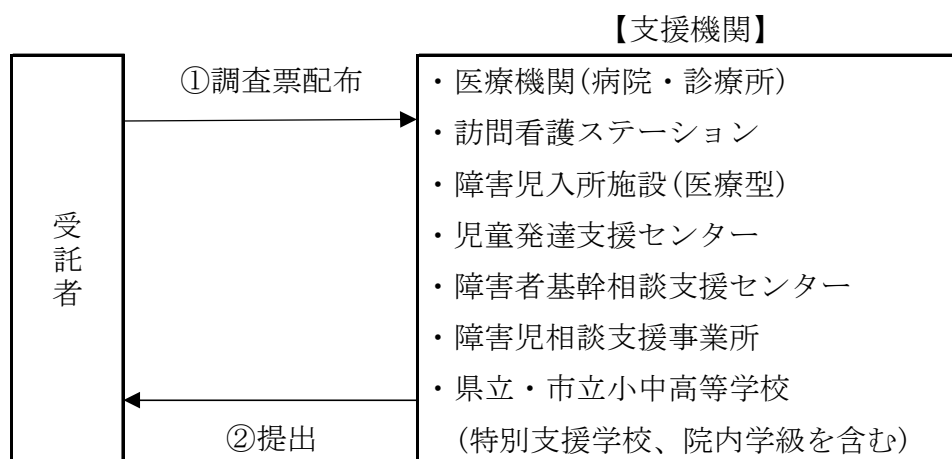 【支援機関】
①調査票配布
受託者
・医療機関(病院・診療所)
・訪問看護ステーション
・障害児入所施設(医療型)
・児童発達支援センター
・障害者基幹相談支援センター
・障害児相談支援事業所
・県立・市立小中高等学校
(特別支援学校、院内学級を含む)
②提出